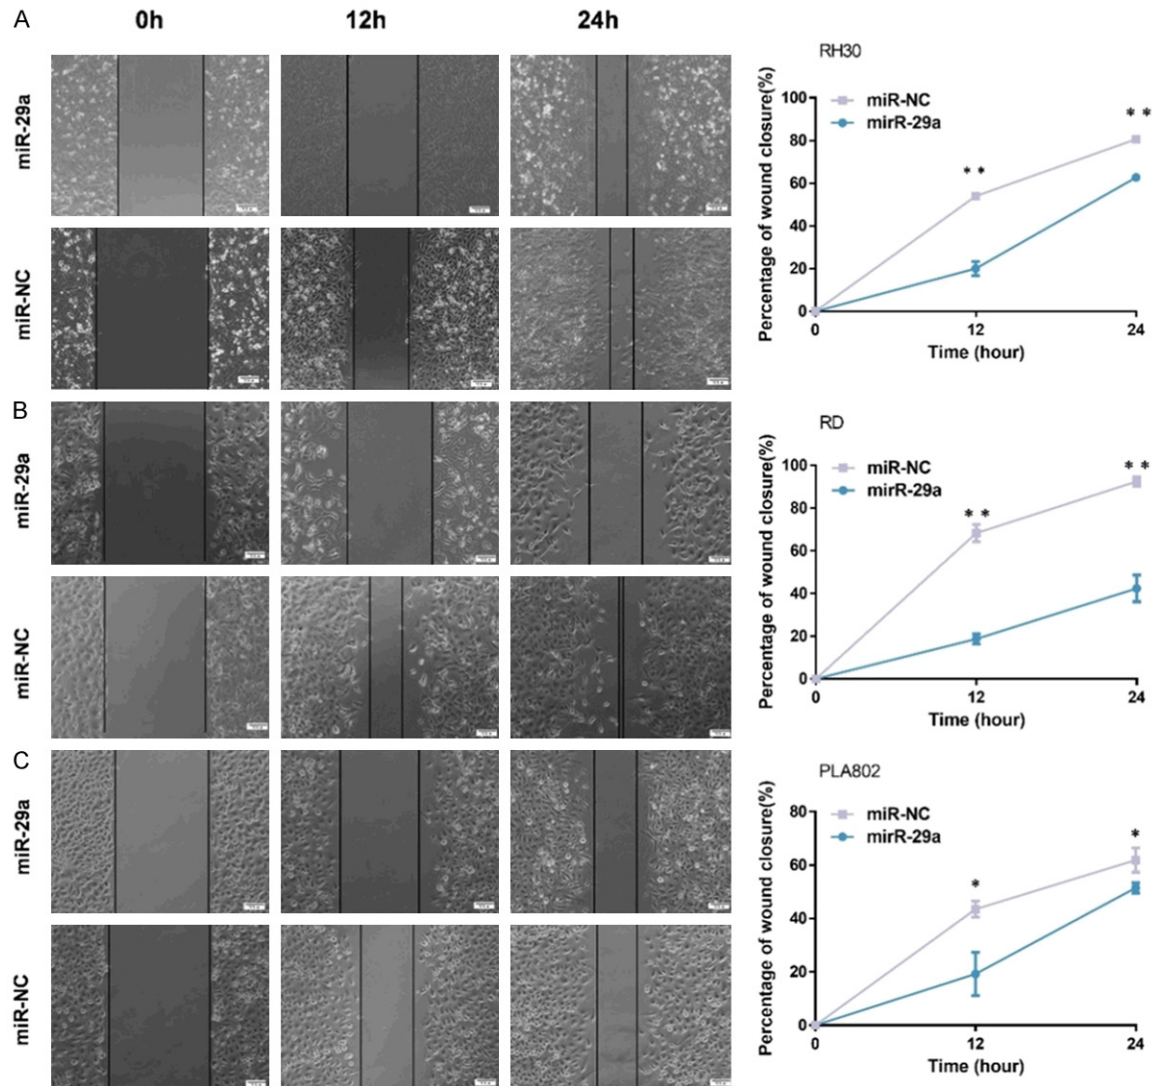 A
0h
12h
24h
miR-29a
miR-NC
B
miR-29a
miR-NC
C
miR-29a
miR-NC
RH30
miR-NC
mirR-29a
Percentage of wound closure(%)
100
80
60
40
20
0
**
**
0
12
24
Time (hour)
RD
miR-NC
mirR-29a
Percentage of wound closure(%)
100
80
60
40
20
0
**
**
0
12
24
Time (hour)
PLA802
miR-NC
mirR-29a
Percentage of wound closure(%)
80
60
40
20
0
*
*
0
12
24
Time (hour)